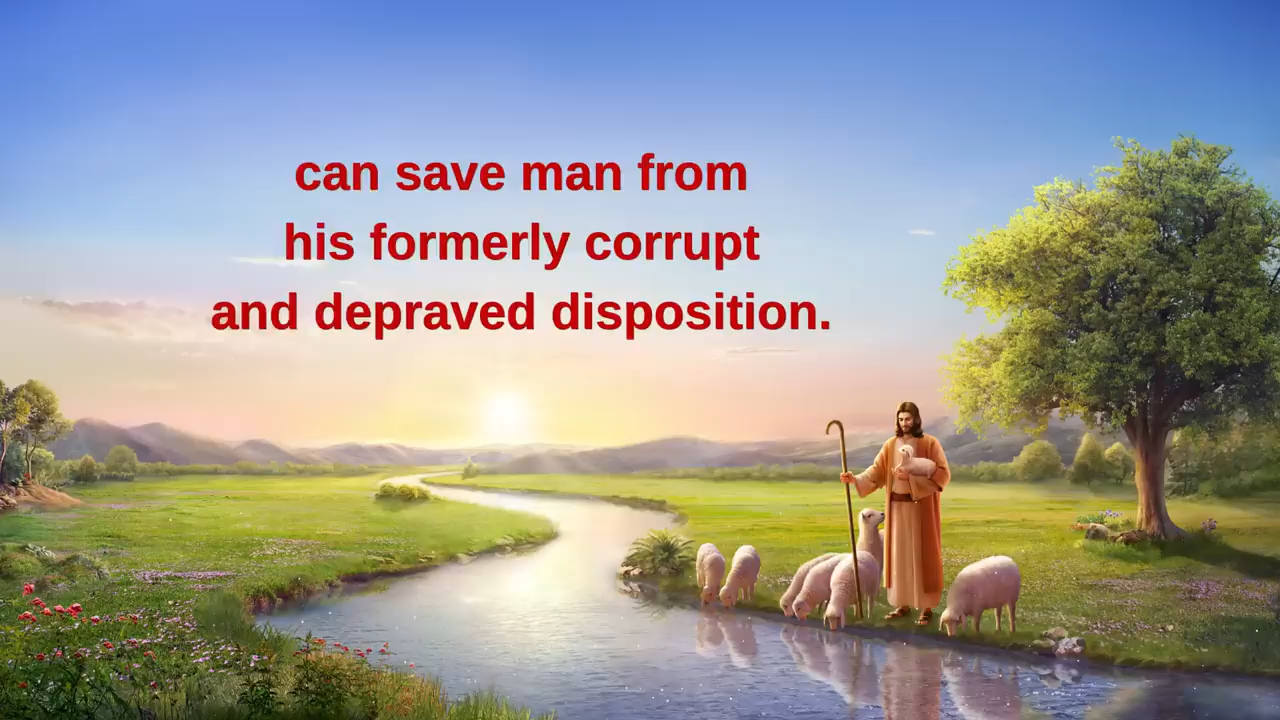 can save man from
his formerly corrupt
and depraved disposition.